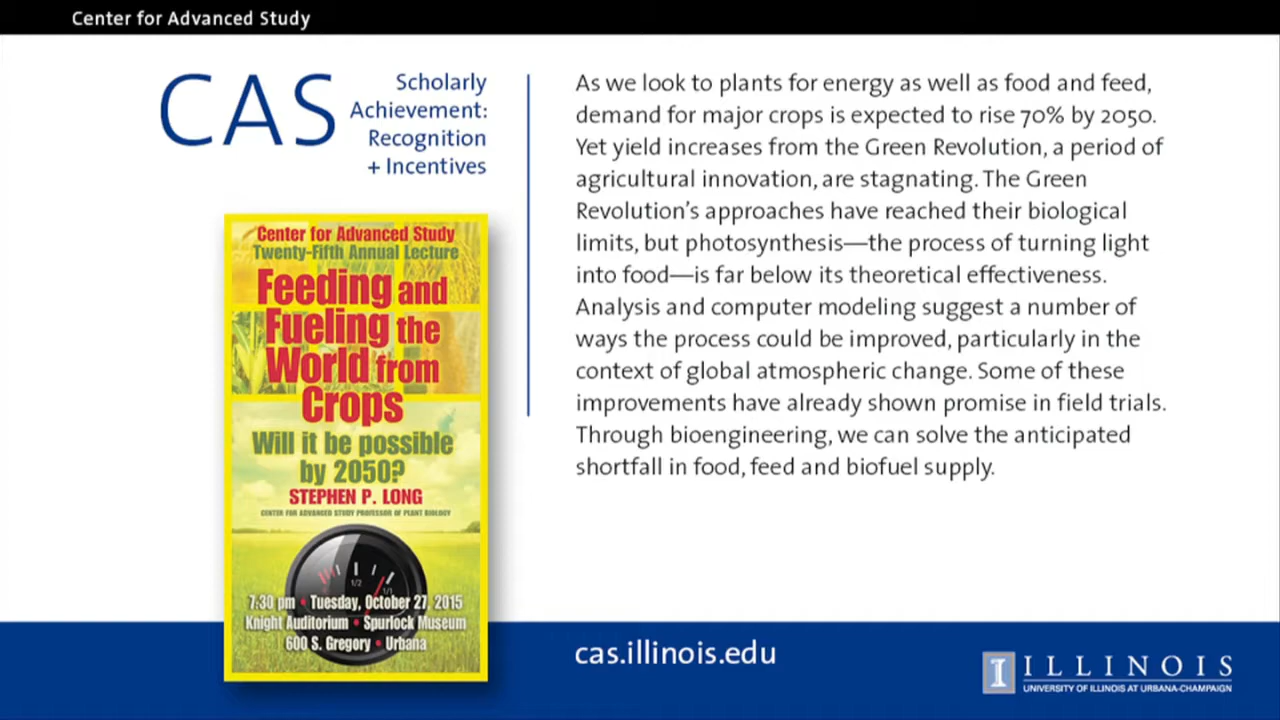 Center for Advanced Study
CAS
Scholarly
Achievement:
Recognition
+ Incentives
Center for Advanced Study
Twenty-Fifth Annual Lecture
Feeding and
Fueling the
World from
Crops
Will it be possible
by 2050?
STEPHEN P. LONG
CENTER FOR ADVANCED STUDY PROFESSOR OF PLANT BIOLOGY
1/2
1/1
7:30 pm • Tuesday, October 27, 2015
Knight Auditorium • Spurlock Museum
600 S. Gregory • Urbana
As we look to plants for energy as well as food and feed,
demand for major crops is expected to rise 70% by 2050.
Yet yield increases from the Green Revolution, a period of
agricultural innovation, are stagnating. The Green
Revolution’s approaches have reached their biological
limits, but photosynthesis—the process of turning light
into food—is far below its theoretical effectiveness.
Analysis and computer modeling suggest a number of
ways the process could be improved, particularly in the
context of global atmospheric change. Some of these
improvements have already shown promise in field trials.
Through bioengineering, we can solve the anticipated
shortfall in food, feed and biofuel supply.
cas.illinois.edu
I ILLINOIS
UNIVERSITY OF ILLINOIS AT URBANA-CHAMPAIGN